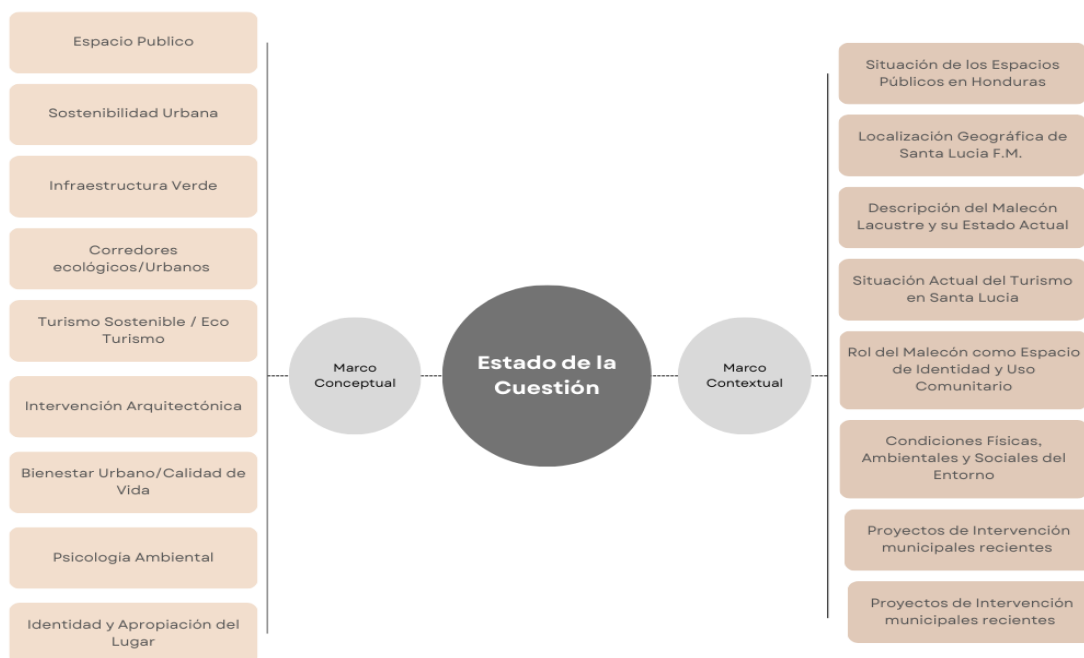 Espacio Publico
Sostenibilidad Urbana
Infraestructura Verde
Corredores
ecológicos/Urbanos
Turismo Sostenible / Eco
Turismo
Intervención Arquitectónica
Bienestar Urbano/Calidad de
Vida
Psicología Ambiental
Identidad y Apropiación del
Lugar
Marco
Conceptual
Estado de la
Cuestión
Marco
Contextual
Situación de los Espacios
Públicos en Honduras
Localización Geográfica de
Santa Lucia F.M.
Descripción del Malecón
Lacustre y su Estado Actual
Situación Actual del Turismo
en Santa Lucia
Rol del Malecón como Espacio
de Identidad y Uso
Comunitario
Condiciones Físicas,
Ambientales y Sociales del
Entorno
Proyectos de Intervención
municipales recientes
Proyectos de Intervención
municipales recientes